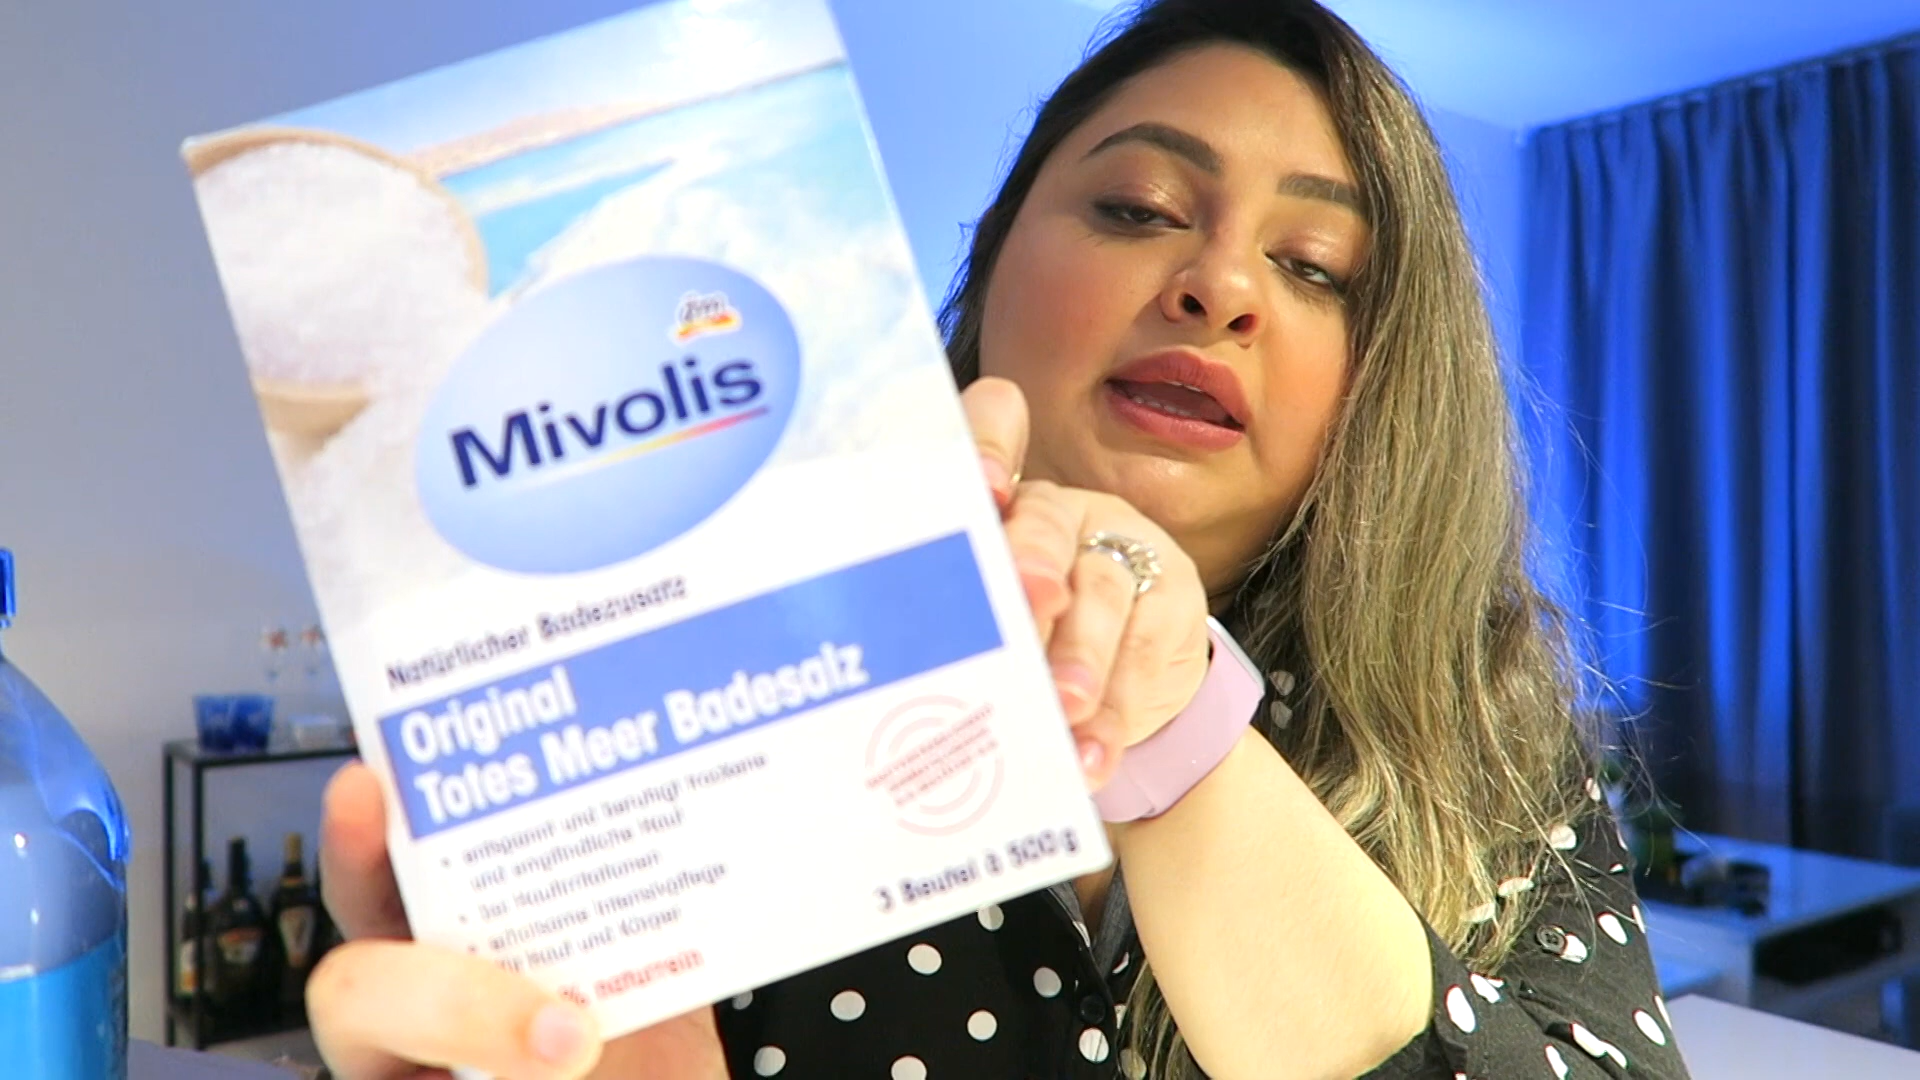 dm
Mivolis
Natürlicher Badezusatz
Original
Totes Meer Badesalz
• entspannt und beruhigt trockene
und empfindliche Haut
• bei Hautirritationen
• wohltuende Intensivpflege
für Haut und Körper
% naturrein
3 Beutel à 500 g